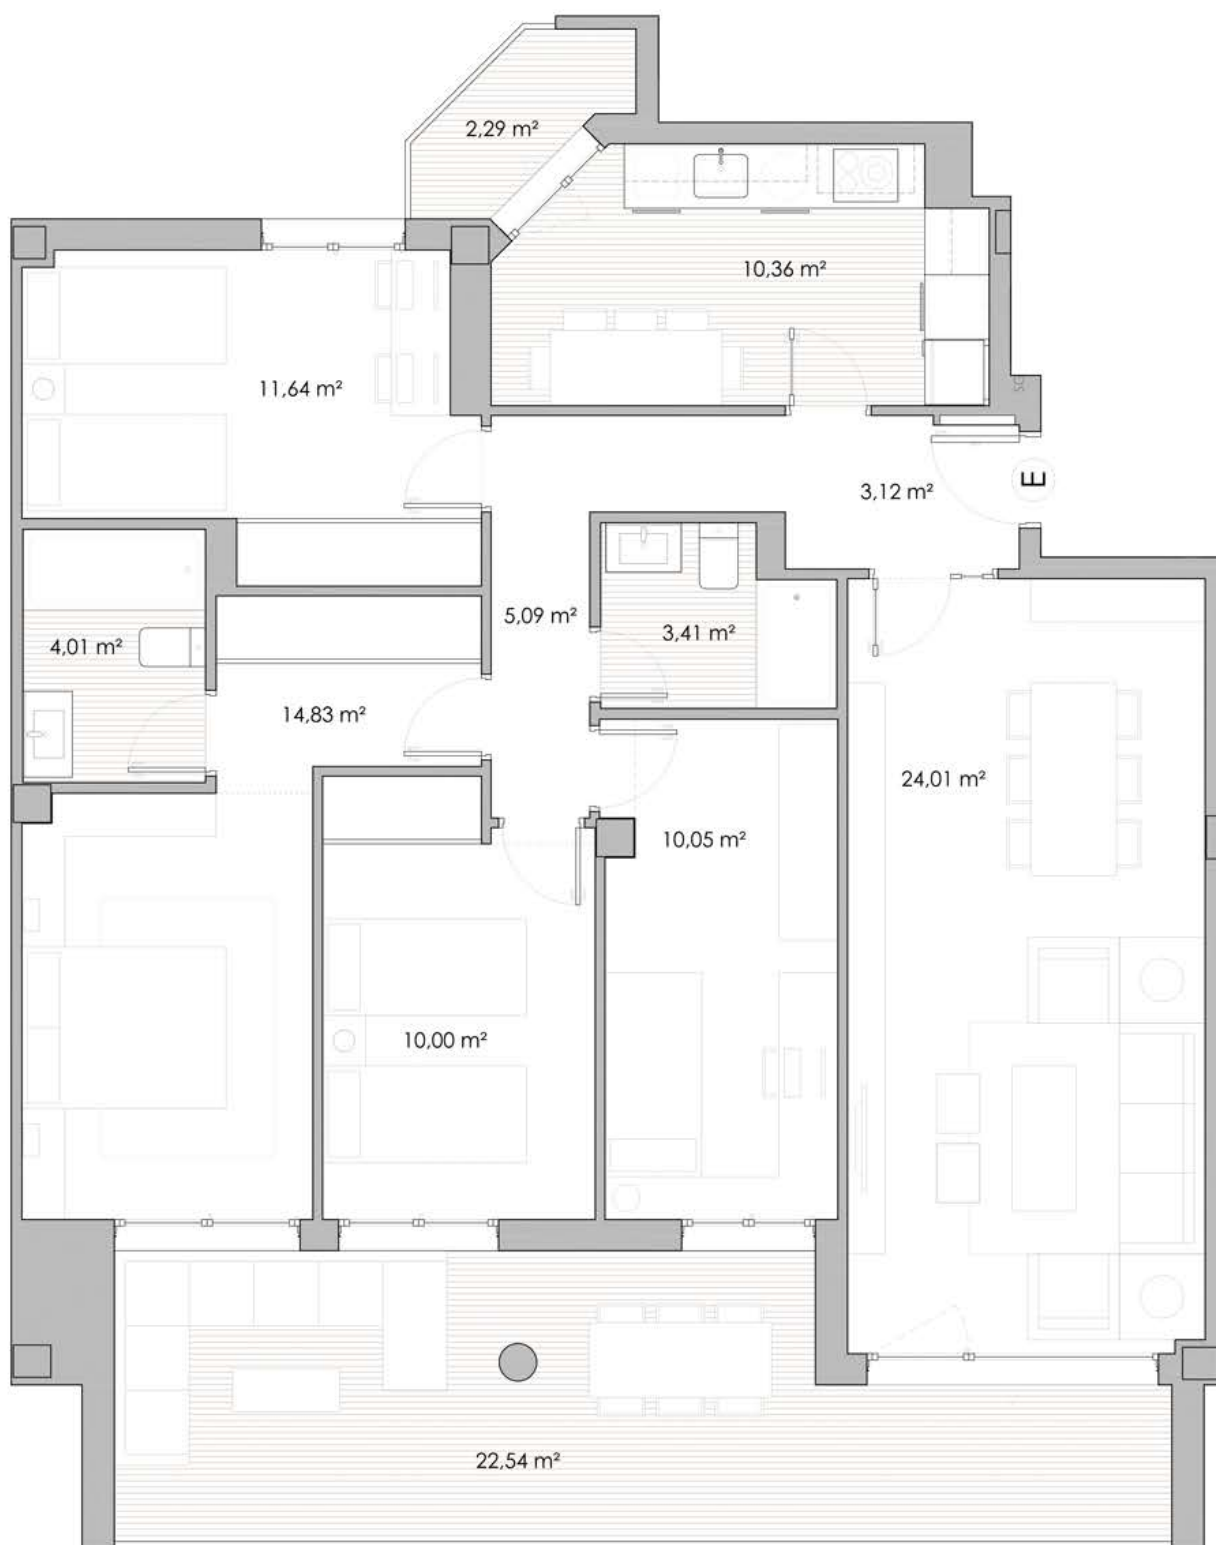 2,29 m²
10,36 m²
11,64 m²
3,12 m²
E
5,09 m²
3,41 m²
4,01 m²
14,83 m²
24,01 m²
10,05 m²
10,00 m²
22,54 m²